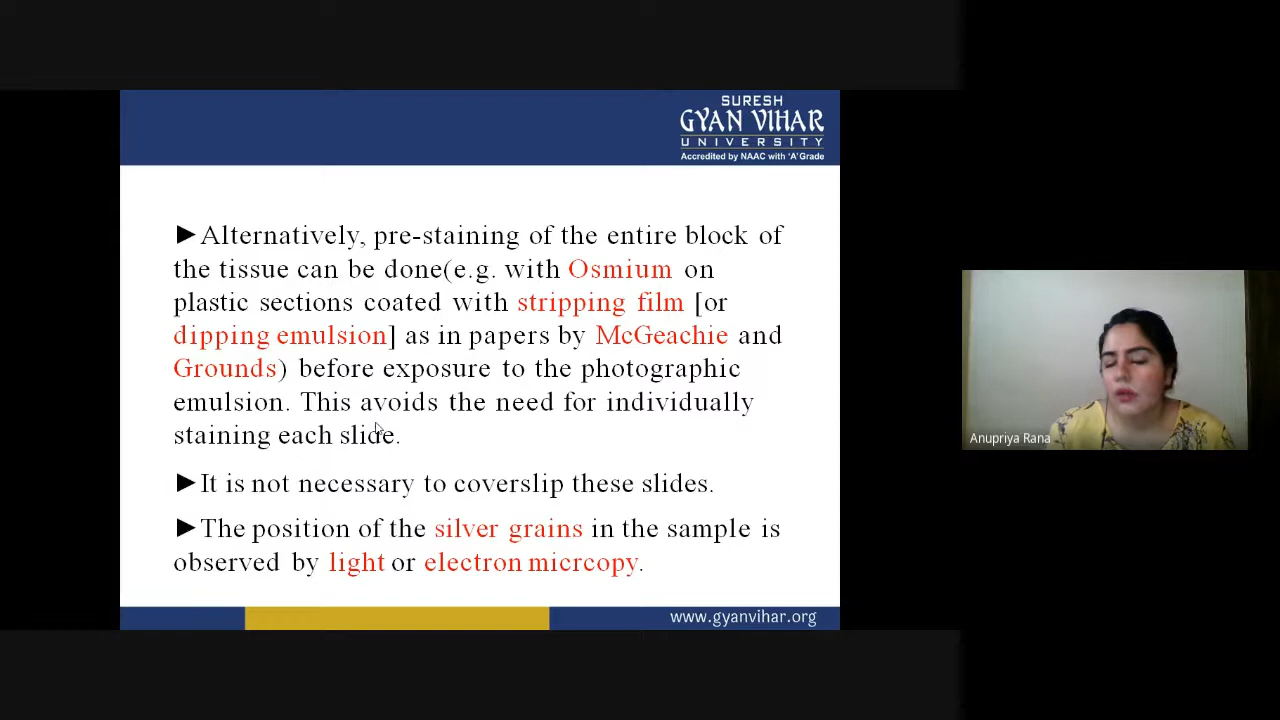 SURESH
GYAN VIHAR
UNIVERSITY
Accredited by NAAC with 'A' Grade
►Alternatively, pre-staining of the entire block of
the tissue can be done(e.g. with Osmium on
plastic sections coated with stripping film [or
dipping emulsion] as in papers by McGeachie and
Grounds) before exposure to the photographic
emulsion. This avoids the need for individually
staining each slide.
►It is not necessary to coverslip these slides.
►The position of the silver grains in the sample is
observed by light or electron micrcopy.
www.gyanvihar.org
Anupriya Rana